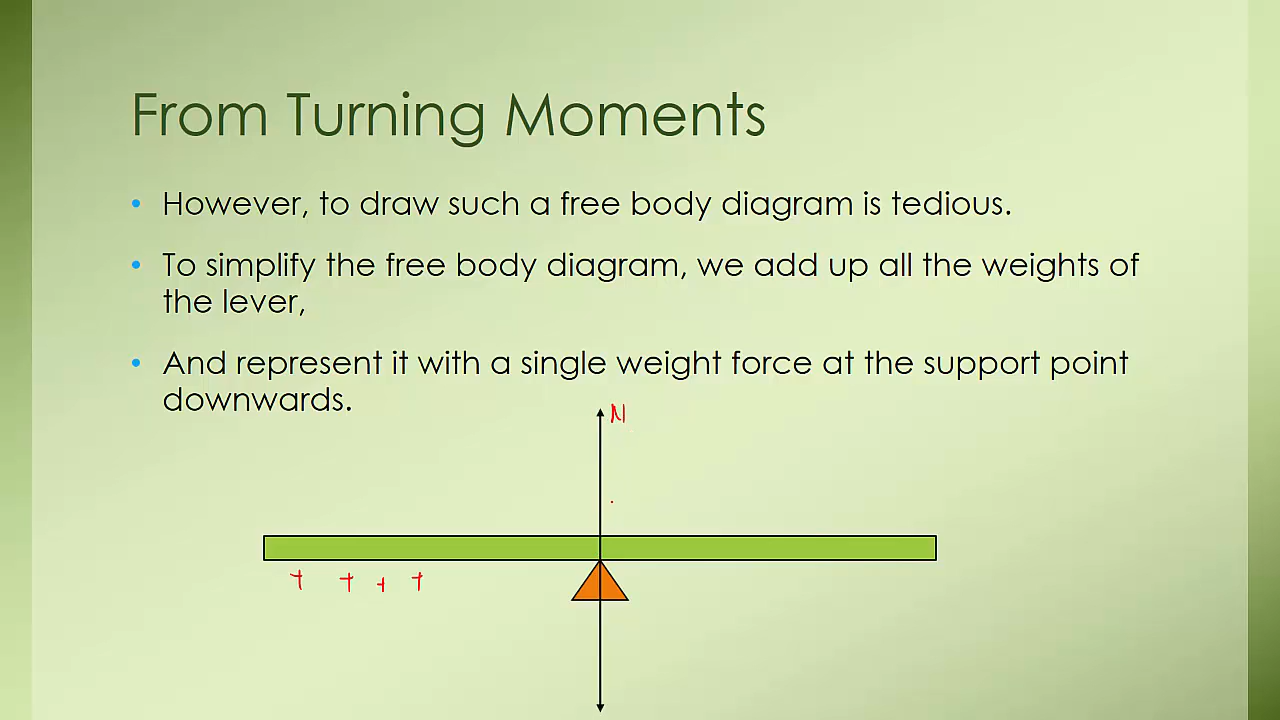 From Turning Moments
• However, to draw such a free body diagram is tedious.
• To simplify the free body diagram, we add up all the weights of
the lever,
• And represent it with a single weight force at the support point
downwards.
N
+ + + +